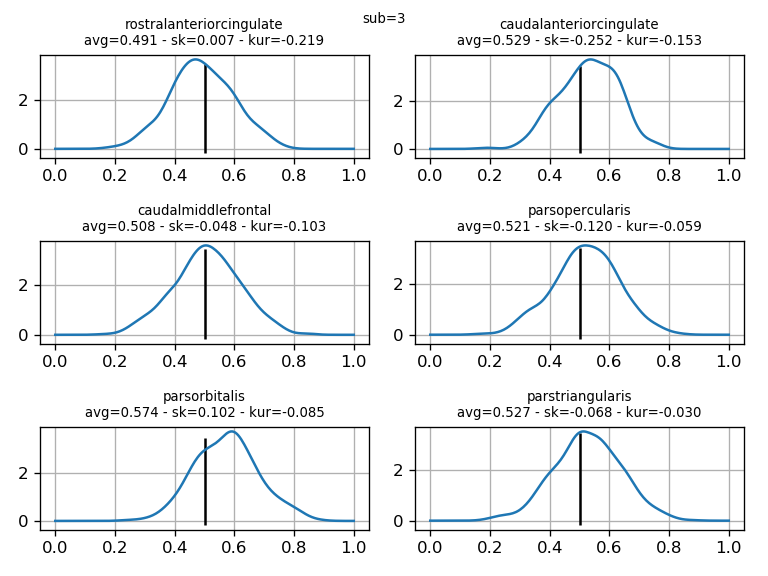 sub=3
rostralanteriorcingulate
avg=0.491 - sk=0.007 - kur=-0.219
2
0
0.0 0.2 0.4 0.6 0.8 1.0
caudalanteriorcingulate
avg=0.529 - sk=-0.252 - kur=-0.153
2
0
0.0 0.2 0.4 0.6 0.8 1.0
caudalmiddlefrontal
avg=0.508 - sk=-0.048 - kur=-0.103
2
0
0.0 0.2 0.4 0.6 0.8 1.0
parsopercularis
avg=0.521 - sk=-0.120 - kur=-0.059
2
0
0.0 0.2 0.4 0.6 0.8 1.0
parsorbitalis
avg=0.574 - sk=0.102 - kur=-0.085
2
0
0.0 0.2 0.4 0.6 0.8 1.0
parstriangularis
avg=0.527 - sk=-0.068 - kur=-0.030
2
0
0.0 0.2 0.4 0.6 0.8 1.0